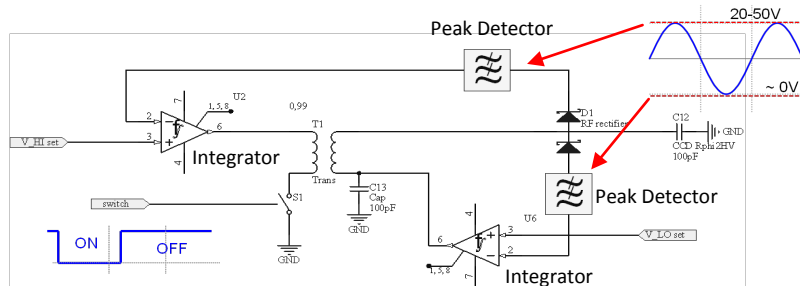 20-50V
Peak Detector
~ 0V
U2
7
1, 5, 8
2
3
6
4
V_HI set
Integrator
0,99
T1
Trans
D1
RF rectifier
C12
GND
CCD Rphi2HV
100pF
switch
S1
C13
Cap
100pF
Peak Detector
ON
OFF
GND
GND
U6
4
3
6
2
V_LO set
1, 5, 8
7
Integrator